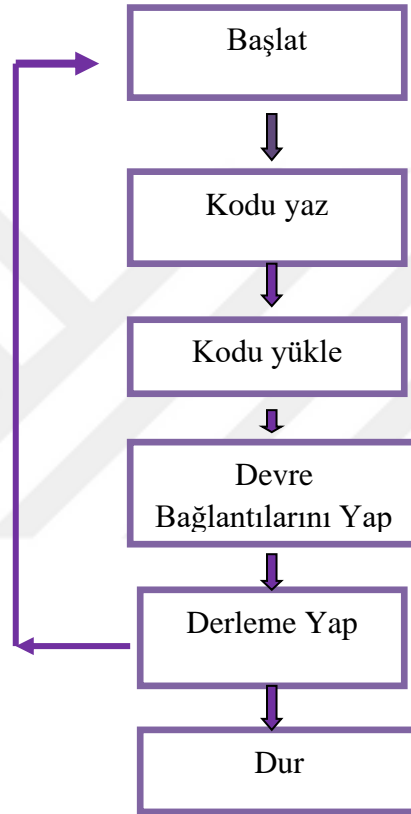 Başlat
Kodu yaz
Kodu yükle
Devre
Bağlantılarını Yap
Derleme Yap
Dur